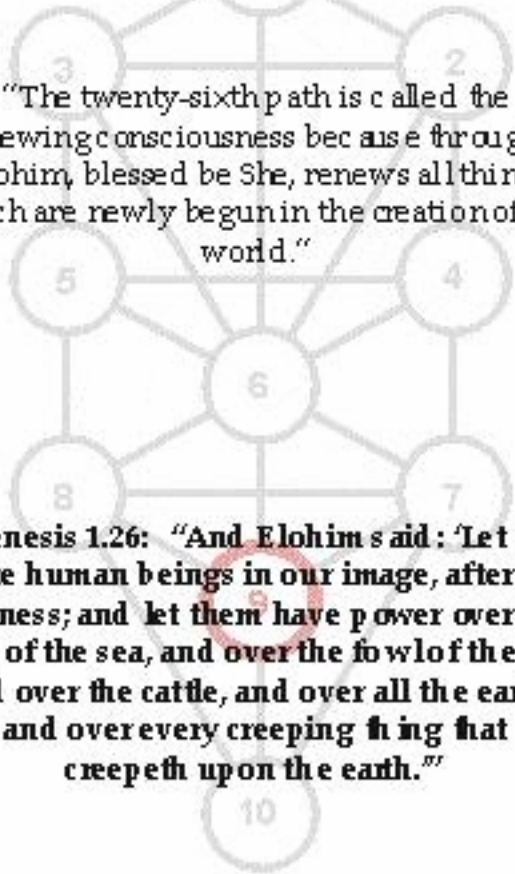 3 2
“The twenty-sixth path is called the
ewing consciousness because throug
ohim, blessed be She, renews all thin
ch are newly begun in the creation of
world.“
5 4
6
8 7
enesis 1.26: “And Elohim said: ‘Let
e human beings in our image, after
9
ness; and let them have power over
of the sea, and over the fowl of the
l over the cattle, and over all the ear
and over every creeping thing that
creepeth upon the earth.’”
10